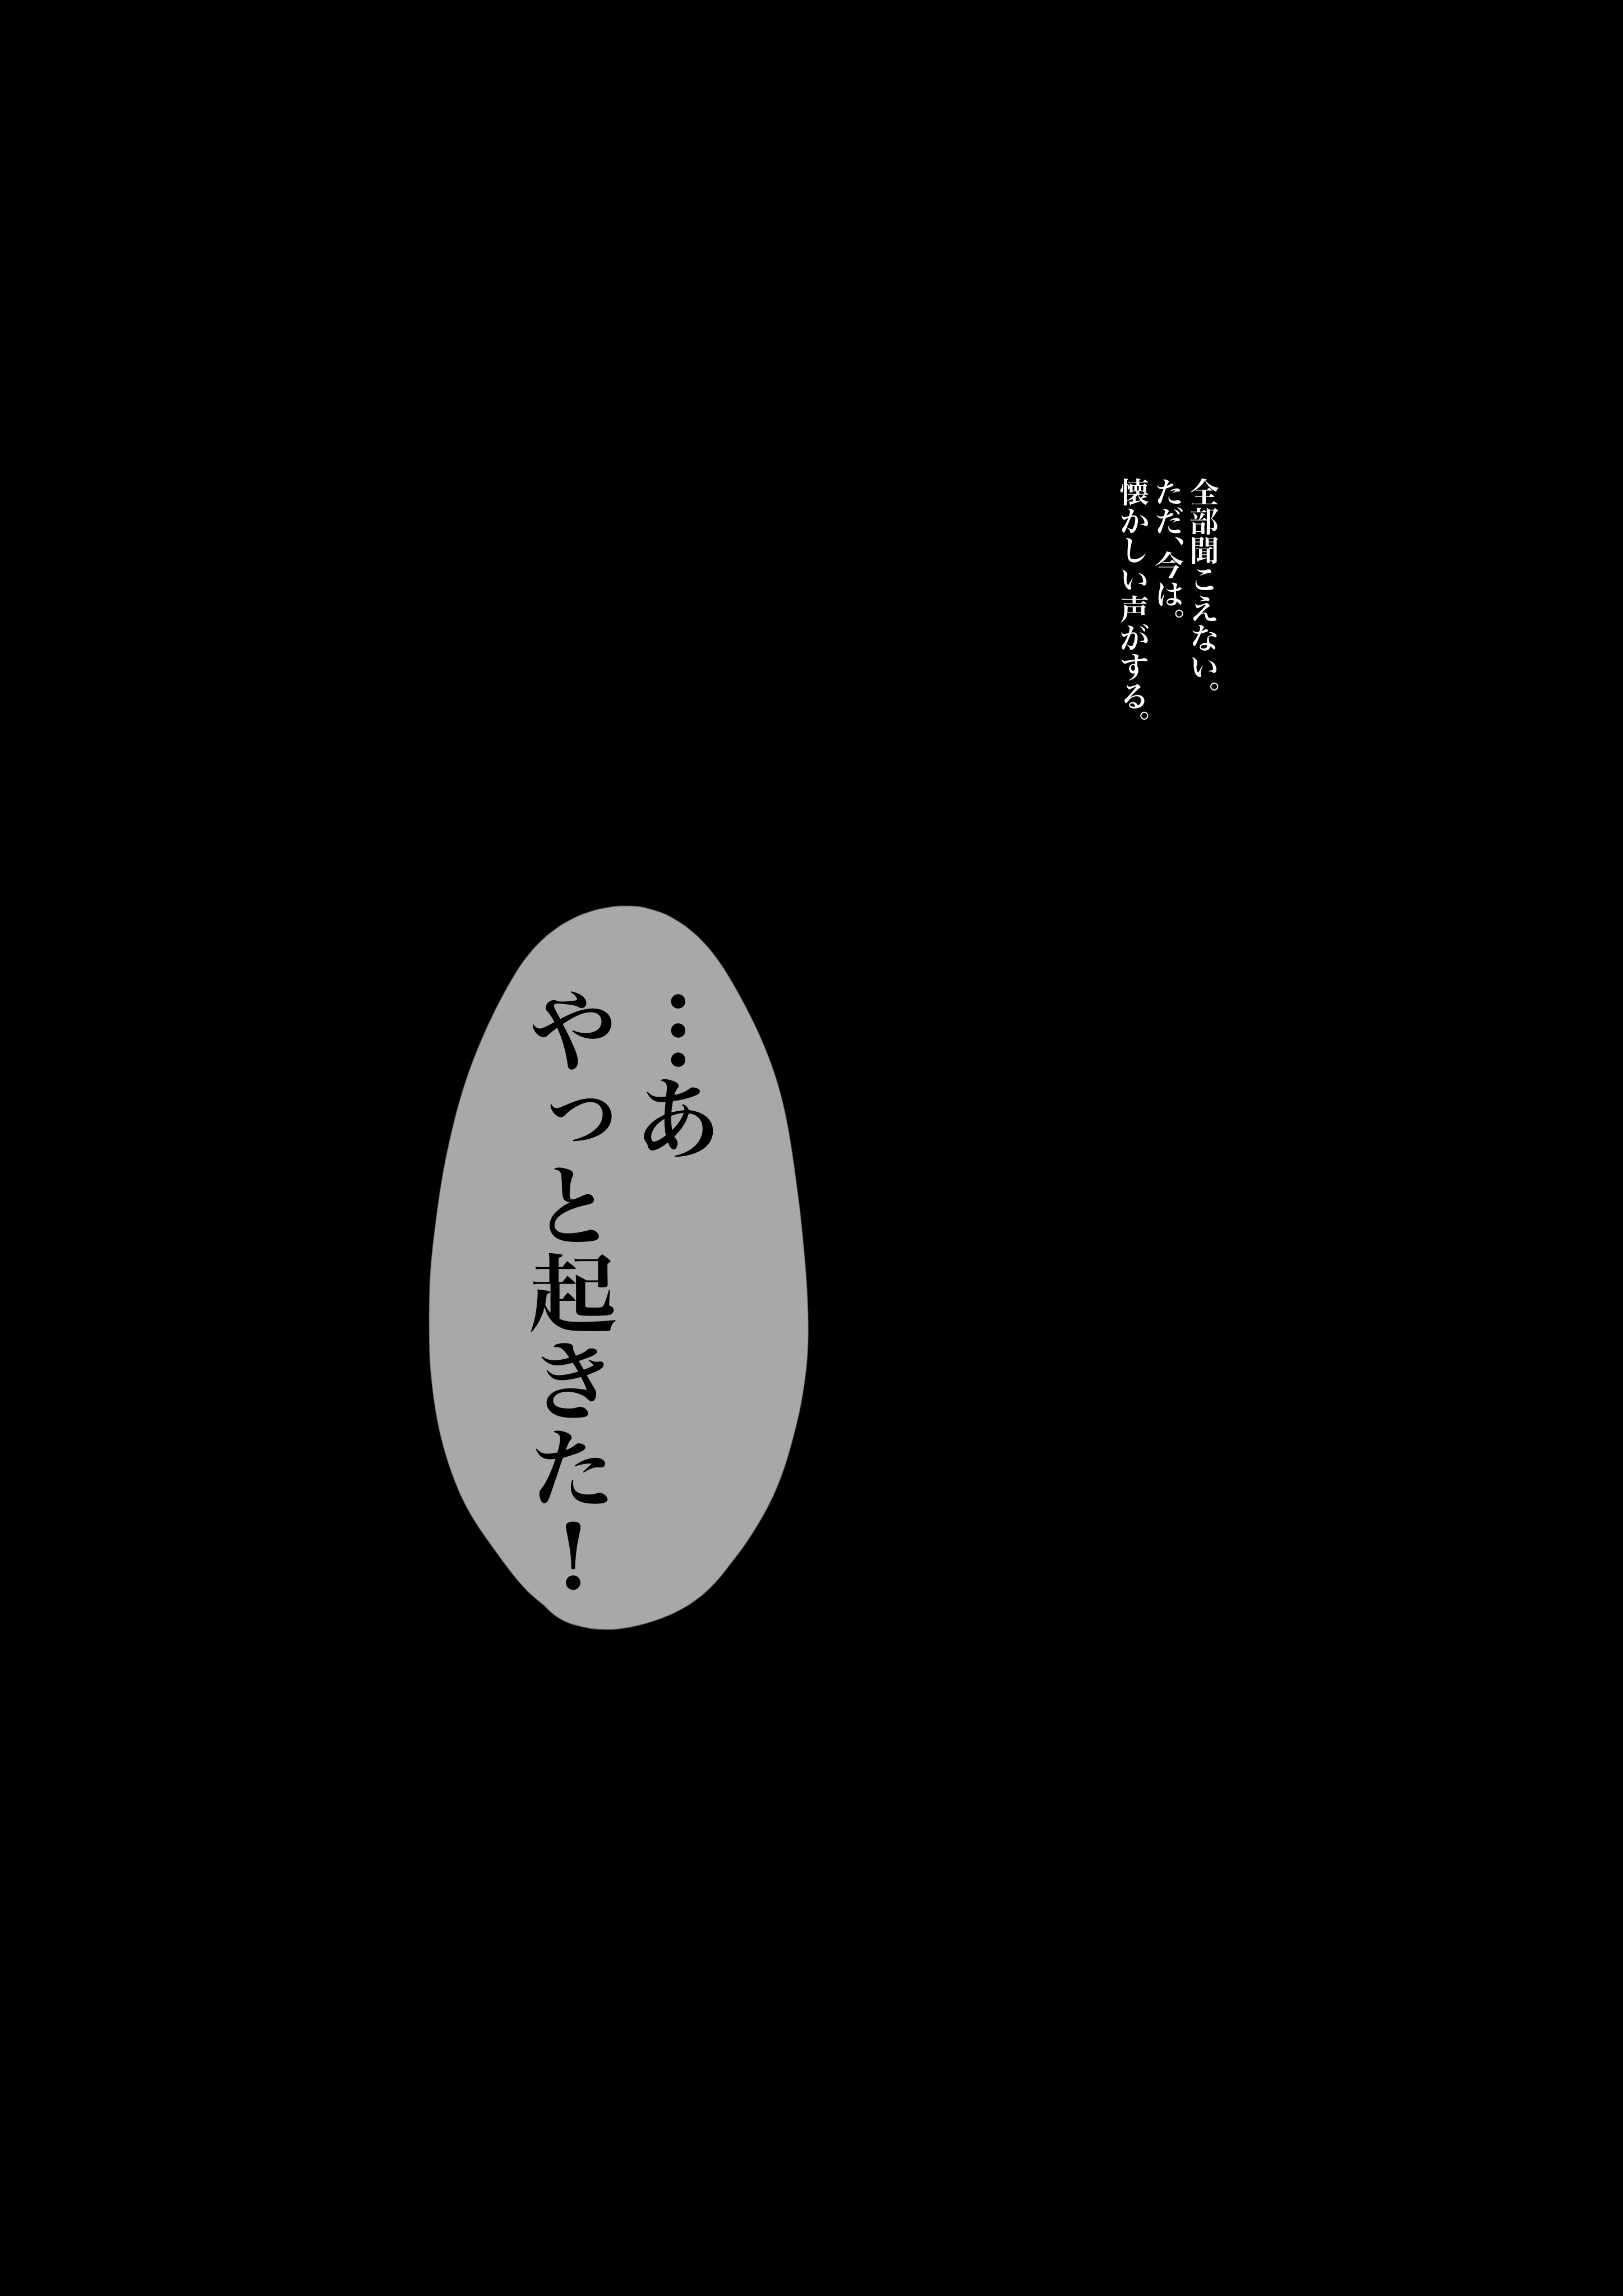 全部聞こえない。
ただ、今は。
懐かしい声がする。
…あ
やっと起きた！